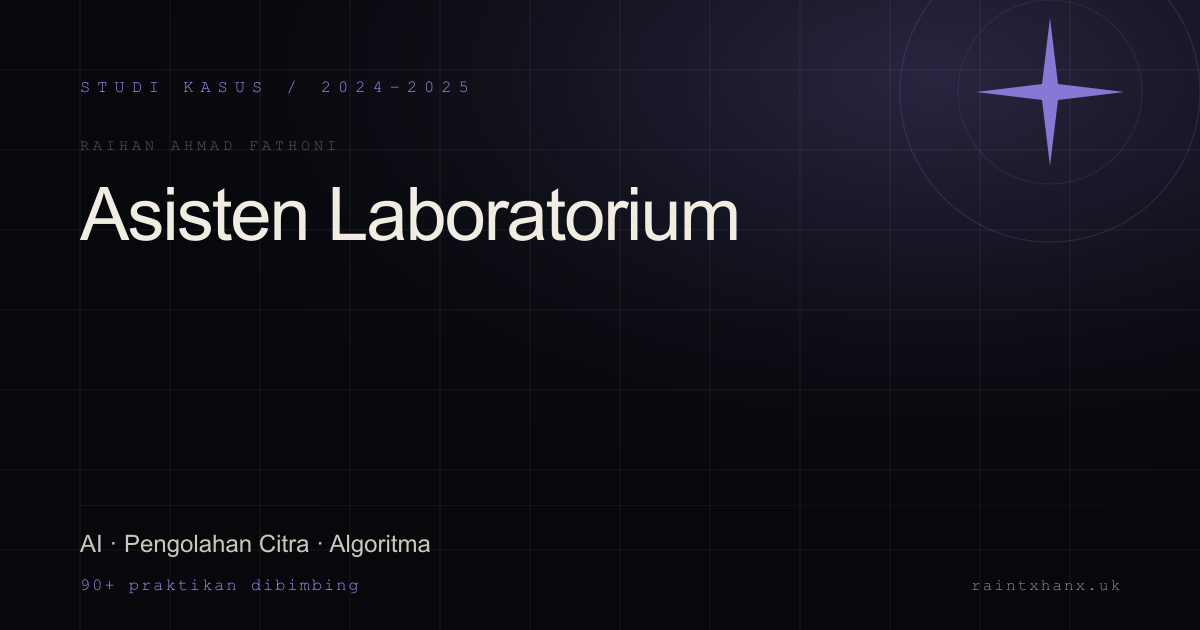 STUDI KASUS / 2024–2025
RAIHAN AHMAD FATHONI
Asisten Laboratorium
AI · Pengolahan Citra · Algoritma
90+ praktikan dibimbing
raintxhanx.uk